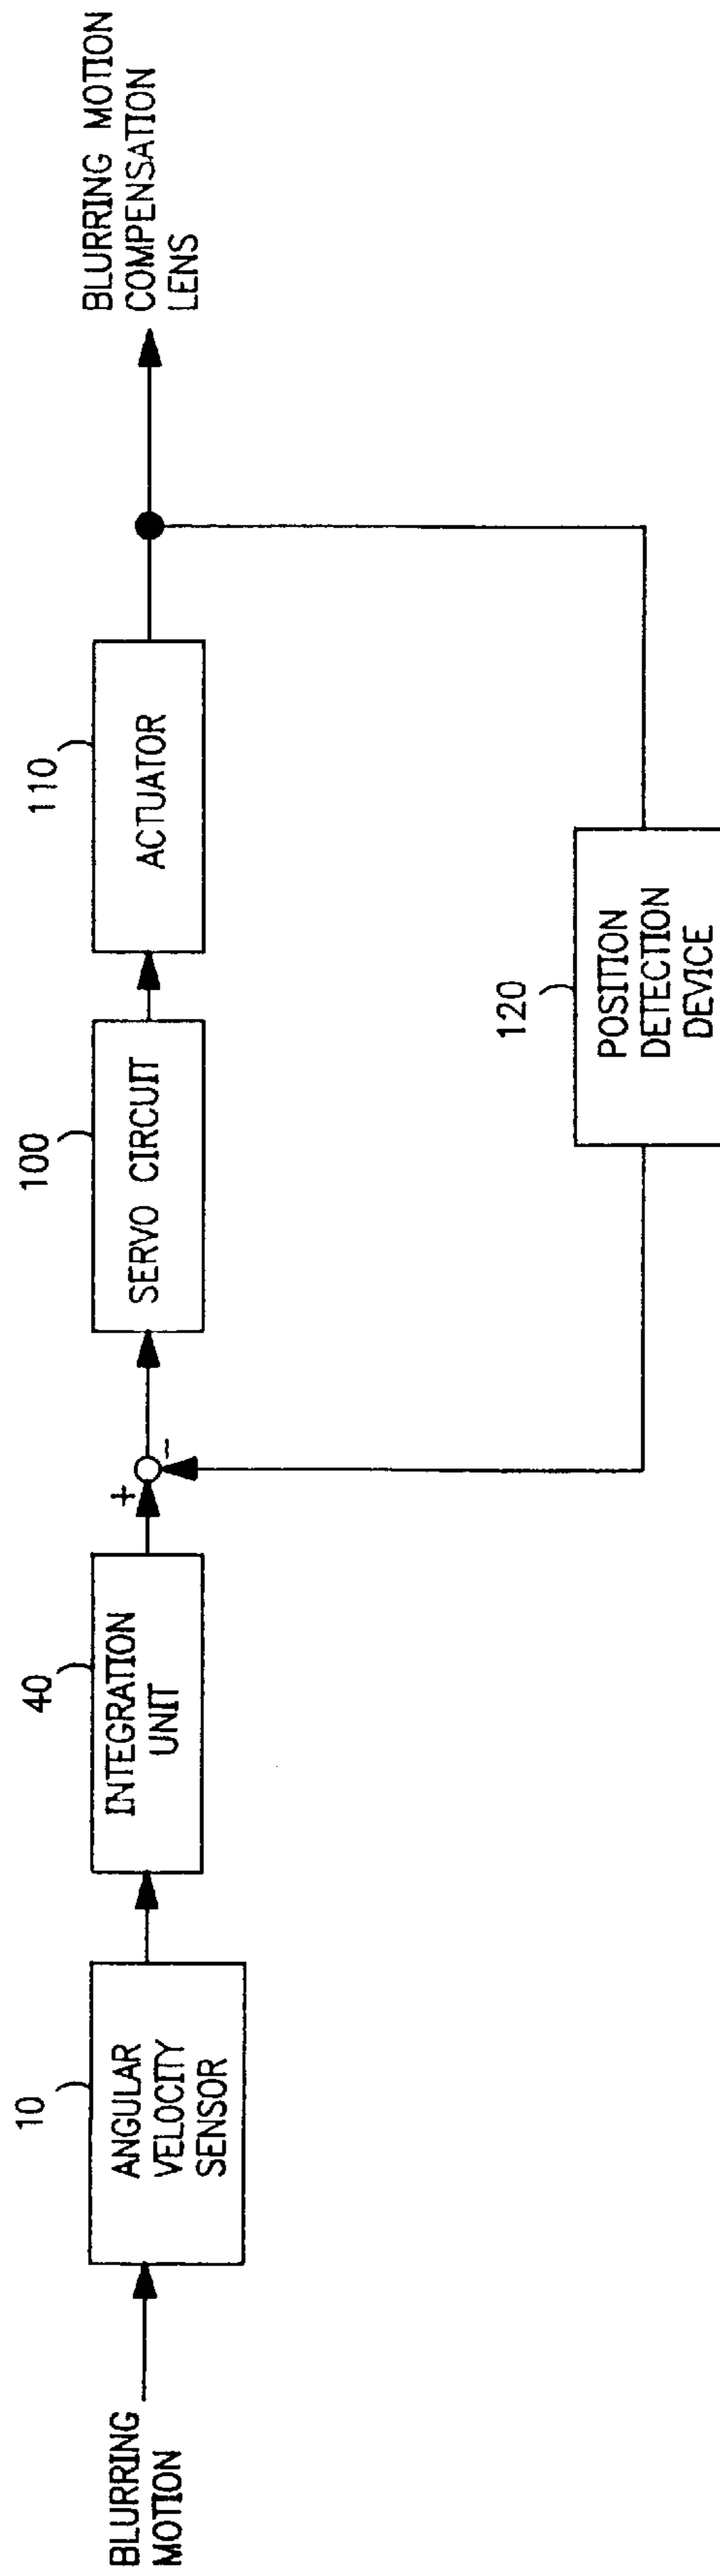 BLURRING
MOTION
10
ANGULAR
VELOCITY
SENSOR
40
INTEGRATION
UNIT
+
-
100
SERVO CIRCUIT
110
ACTUATOR
BLURRING MOTION
COMPENSATION
LENS
120
POSITION
DETECTION
DEVICE